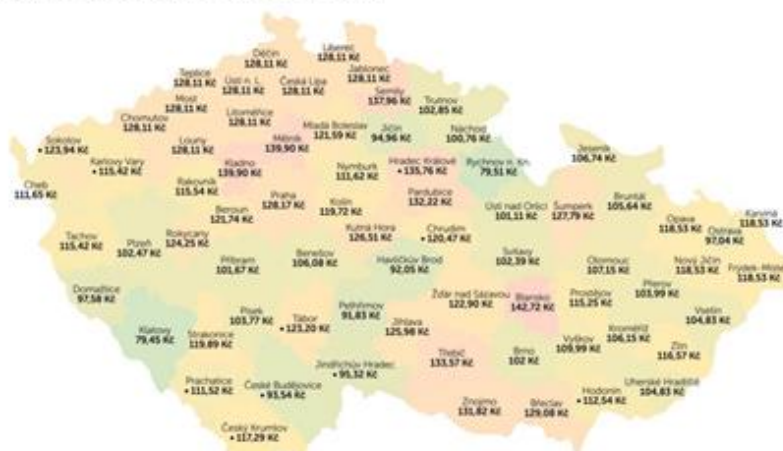 Děčín
128,11 Kč
Liberec
128,11 Kč
Teplice
128,11 Kč
Ústí n. L.
128,11 Kč
Česká Lípa
128,11 Kč
Jablonec
128,11 Kč
Semily
137,96 Kč
Trutnov
102,85 Kč
Most
128,11 Kč
Chomutov
128,11 Kč
Litoměřice
128,11 Kč
Mladá Boleslav
121,59 Kč
Jičín
94,96 Kč
Náchod
100,76 Kč
Sokolov
• 123,94 Kč
Karlovy Vary
• 115,42 Kč
Louny
128,11 Kč
Mělník
139,90 Kč
Jeseník
106,74 Kč
Cheb
111,65 Kč
Rakovník
115,54 Kč
Kladno
139,90 Kč
Nymburk
111,62 Kč
Hradec Králové
• 135,76 Kč
Rychnov n. Kn.
79,51 Kč
Praha
128,17 Kč
Beroun
121,74 Kč
Kolín
119,72 Kč
Pardubice
132,22 Kč
Ústí nad Orlicí
101,11 Kč
Šumperk
127,79 Kč
Bruntál
105,64 Kč
Opava
118,53 Kč
Karviná
118,53 Kč
Ostrava
97,04 Kč
Tachov
115,42 Kč
Plzeň
102,47 Kč
Rokycany
124,25 Kč
Kutná Hora
126,51 Kč
Chrudim
• 120,47 Kč
Příbram
101,67 Kč
Benešov
106,08 Kč
Havlíčkův Brod
92,05 Kč
Svitavy
102,39 Kč
Olomouc
107,15 Kč
Nový Jičín
118,53 Kč
Frýdek-Místek
118,53 Kč
Domažlice
97,58 Kč
Písek
103,77 Kč
Tábor
• 123,20 Kč
Pelhřimov
91,83 Kč
Žďár nad Sázavou
122,90 Kč
Blansko
142,72 Kč
Prostějov
115,25 Kč
Přerov
103,99 Kč
Vsetín
104,83 Kč
Klatovy
79,45 Kč
Strakonice
119,89 Kč
Jihlava
125,98 Kč
Třebíč
133,57 Kč
Brno
102 Kč
Vyškov
109,99 Kč
Kroměříž
106,15 Kč
Zlín
116,57 Kč
Prachatice
• 111,52 Kč
České Budějovice
• 93,54 Kč
Jindřichův Hradec
• 95,32 Kč
Znojmo
131,82 Kč
Břeclav
129,08 Kč
Hodonín
• 112,54 Kč
Uherské Hradiště
104,83 Kč
Český Krumlov
• 117,29 Kč